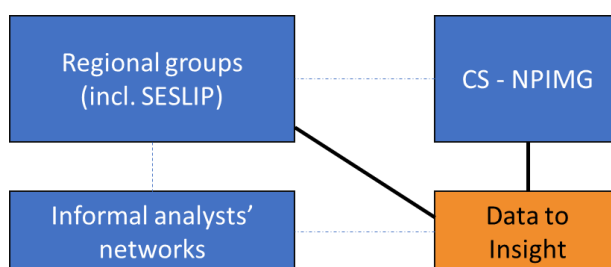 Regional groups
(incl. SESLIP)
CS - NPIMG
Informal analysts'
networks
Data to
Insight